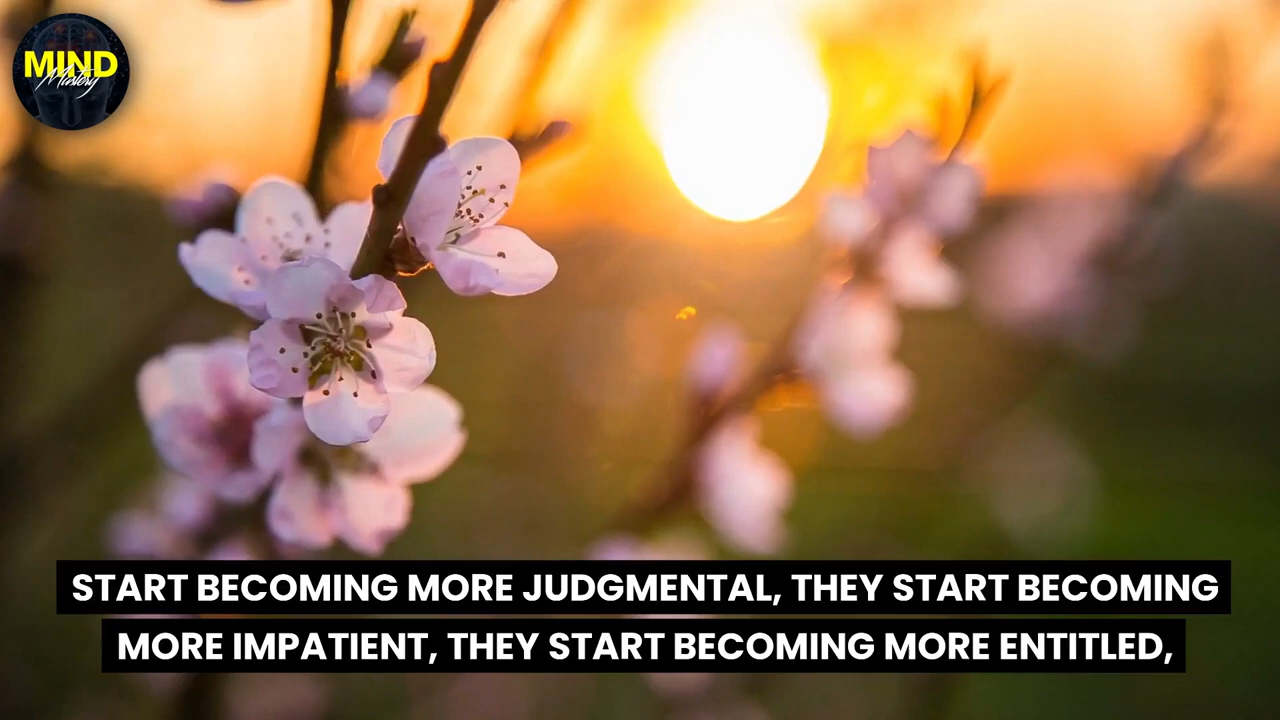 MIND
Mastery
START BECOMING MORE JUDGMENTAL, THEY START BECOMING
MORE IMPATIENT, THEY START BECOMING MORE ENTITLED,